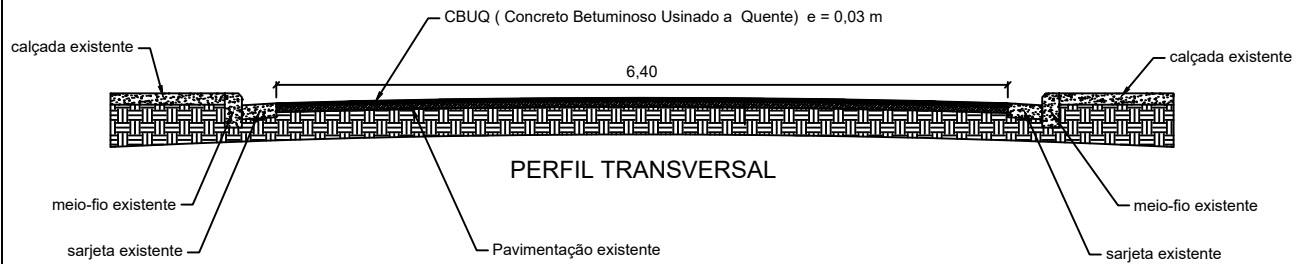 CBUQ ( Concreto Betuminoso Usinado a Quente) e = 0,03 m
calçada existente
calçada existente
6,40
PERFIL TRANSVERSAL
meio-fio existente
meio-fio existente
sarjeta existente
Pavimentação existente
sarjeta existente